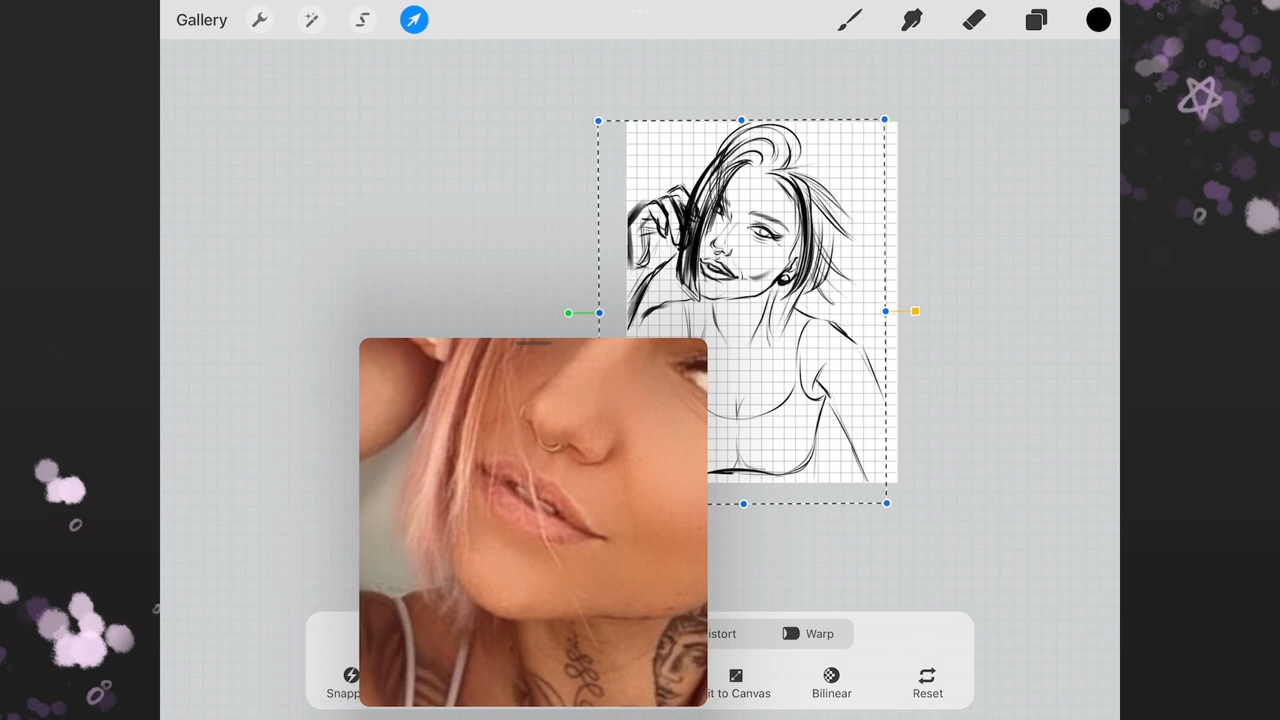 Gallery
istort
Warp
Snapp
it to Canvas
Bilinear
Reset